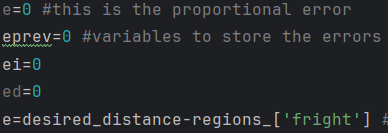 e=0 #this is the proportional error
eprev=0 #variables to store the errors
ei=0
ed=0
e=desired_distance-regions_['fright'] #